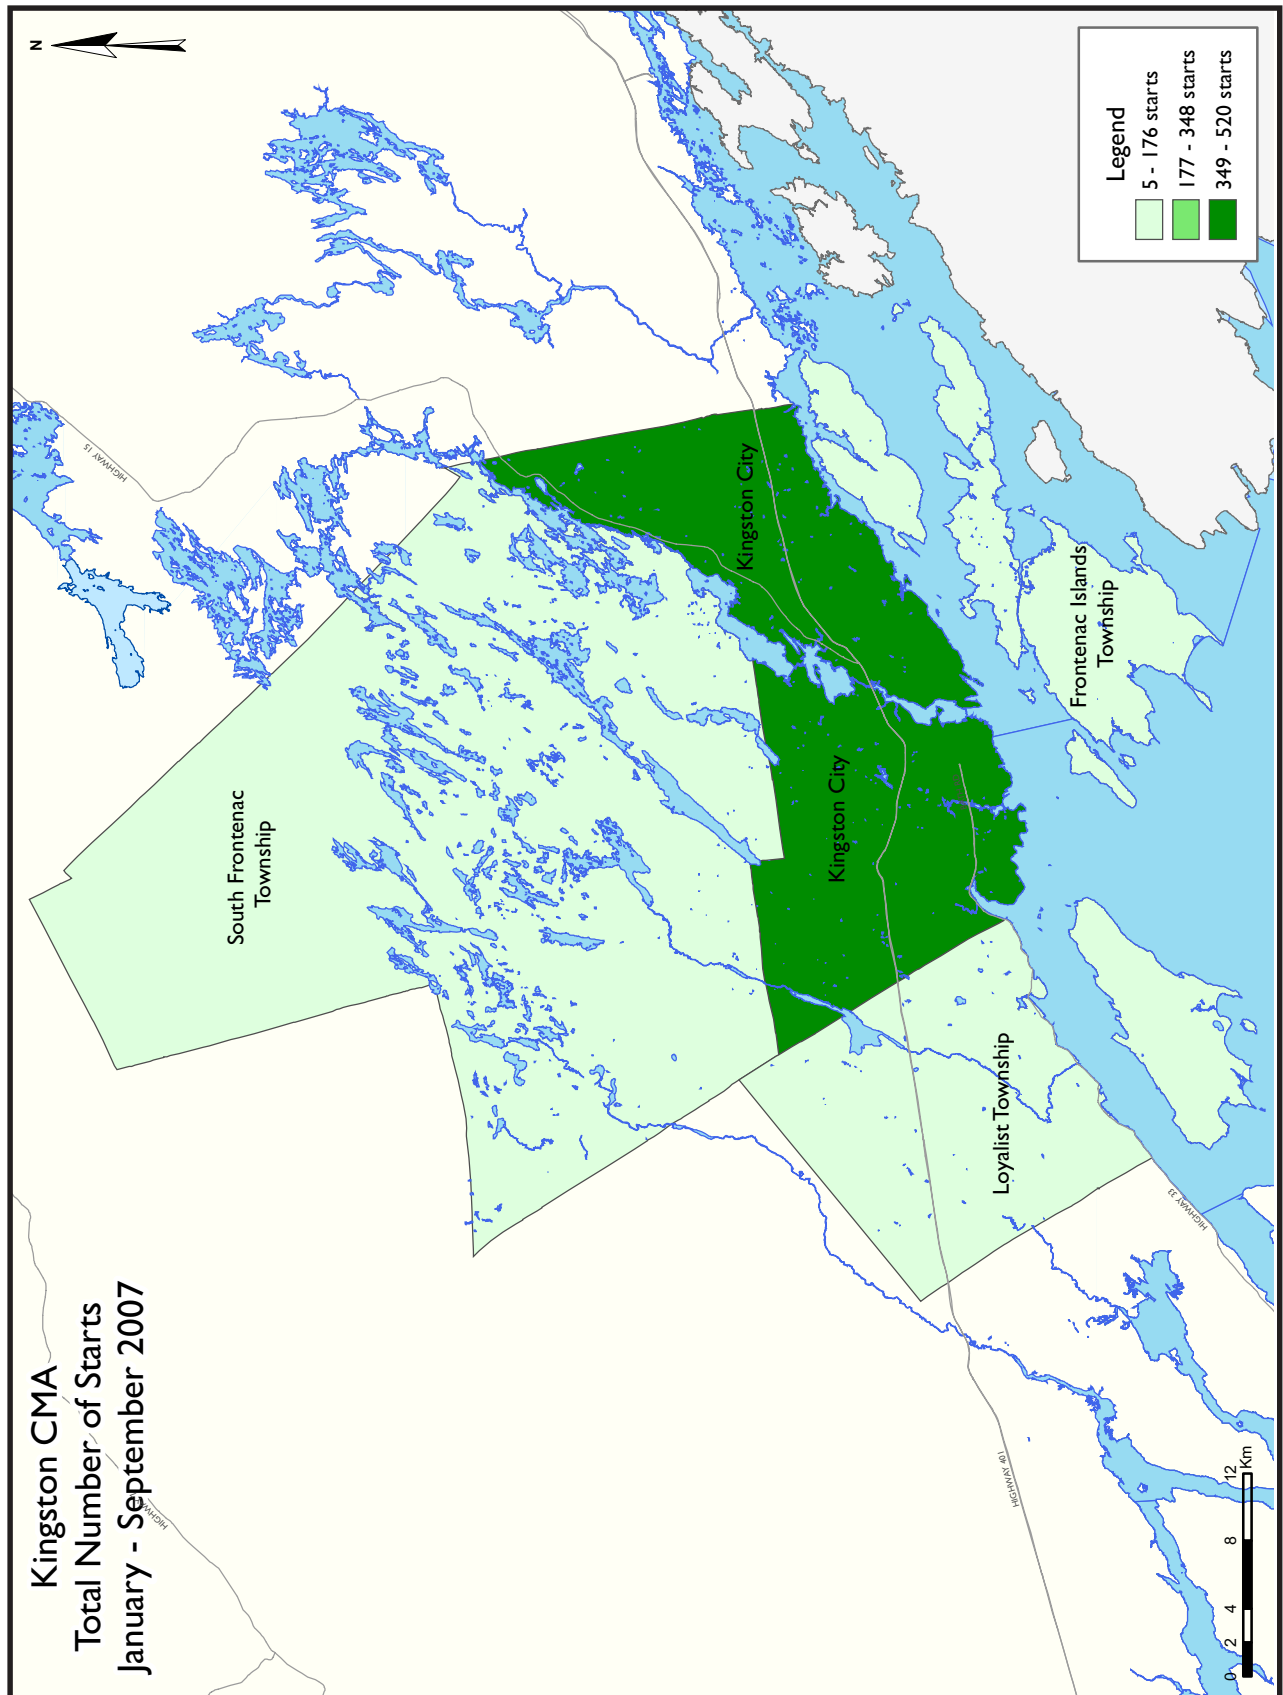 Kingston CMA
Total Number of Starts
January - September 2007
N
Legend
5 - 176 starts
177 - 348 starts
349 - 520 starts
HIGHWAY 15
South Frontenac
Township
Kingston City
Kingston City
Frontenac Islands
Township
Loyalist Township
HIGHWAY 33
HIGHWAY 401
HIGHWAY
0 2 4 8 12
Km